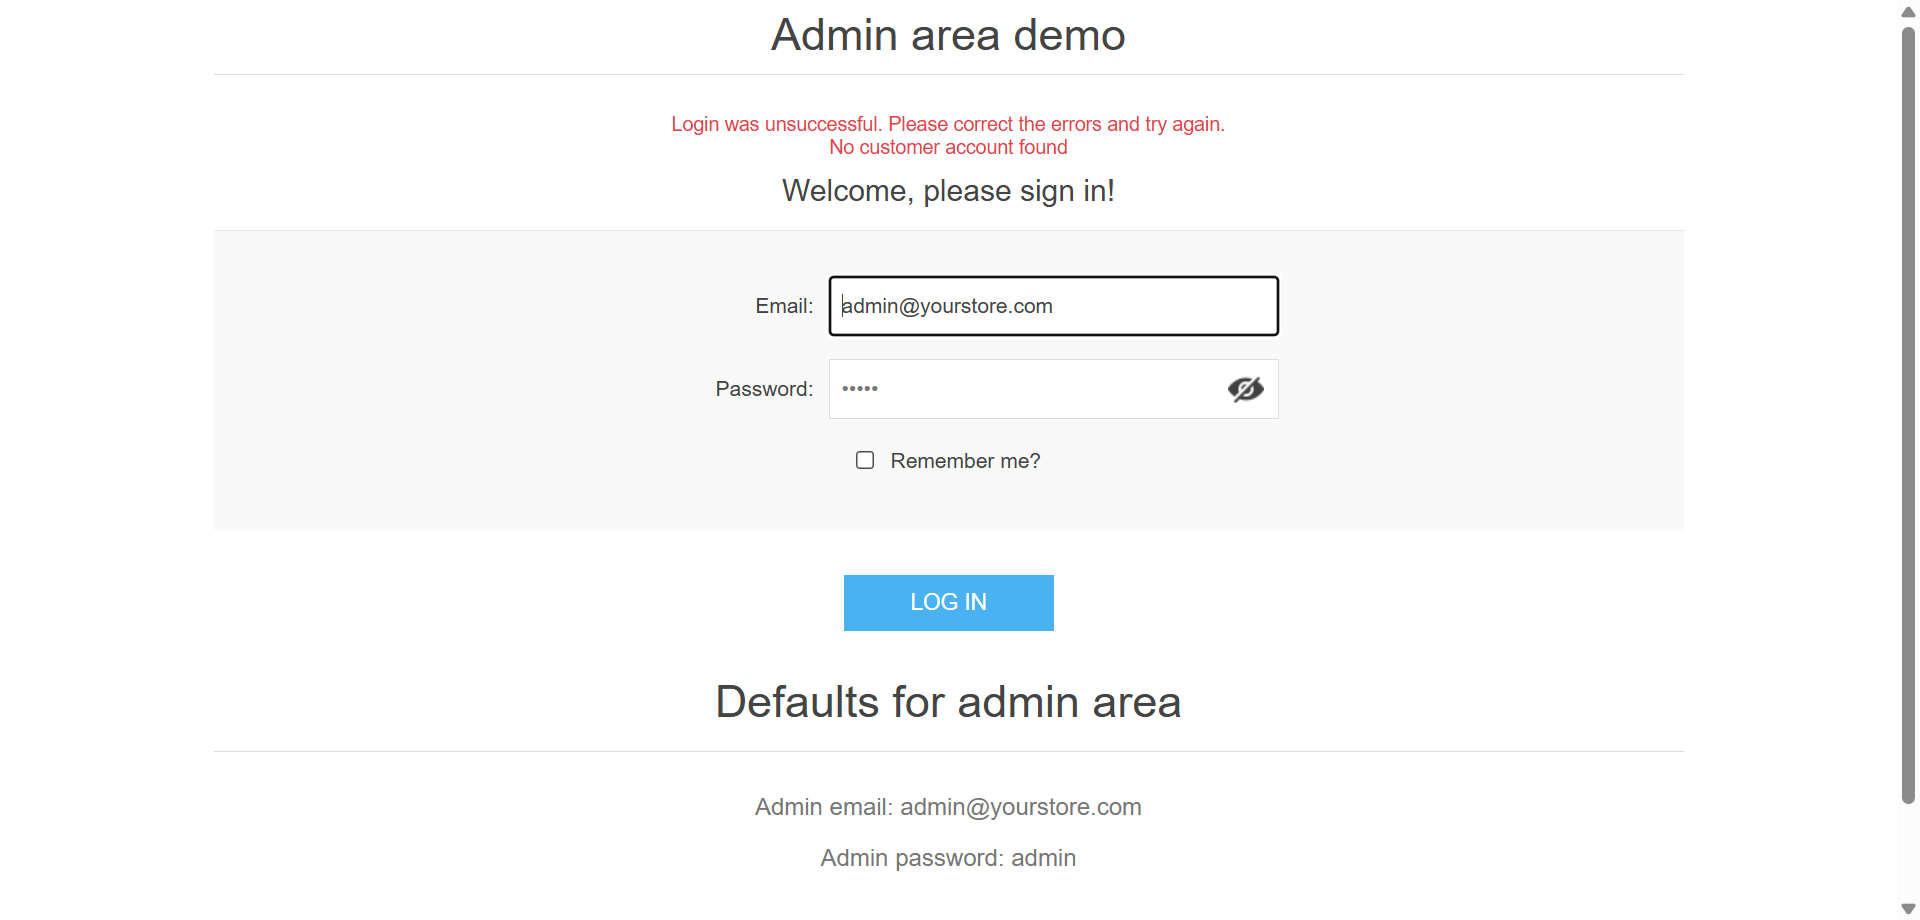 Admin area demo
Login was unsuccessful. Please correct the errors and try again.
No customer account found
Welcome, please sign in!
Email: admin@yourstore.com
Password: •••••
Remember me?
LOG IN
Defaults for admin area
Admin email: admin@yourstore.com
Admin password: admin